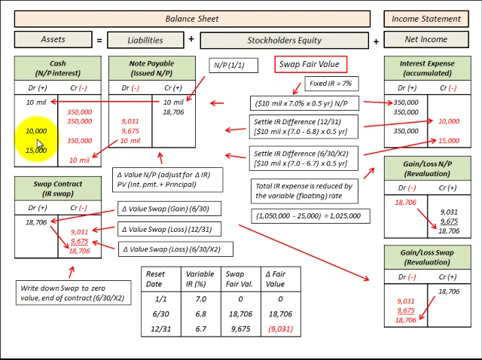 Balance Sheet
Income Statement
Assets = Liabilities + Stockholders Equity + Net Income
Cash
(N/P interest)
Dr (+) Cr (-)
10 mil
350,000
350,000
10,000
350,000
15,000
10 mil
Note Payable
(Issued N/P)
Dr (-) Cr (+)
10 mil
18,706
9,031
9,675
10 mil
N/P (1/1)
Swap Fair Value
Fixed IR = 7%
($10 mil x 7.0% x 0.5 yr) N/P
Settle IR Difference (12/31)
[$10 mil x (7.0 - 6.8) x 0.5 yr]
Settle IR Difference (6/30/X2)
[$10 mil x (7.0 - 6.7) x 0.5 yr]
Total IR expense is reduced by
the variable (floating) rate
(1,050,000 - 25,000) = 1,025,000
Interest Expense
(accumulated)
Dr (+) Cr (-)
350,000
350,000
10,000
350,000
15,000
Gain/Loss N/P
(Revaluation)
Dr (-) Cr (+)
18,706
9,031
9,675
18,706
Gain/Loss Swap
(Revaluation)
Dr (-) Cr (+)
18,706
9,031
9,675
18,706
Δ Value N/P (adjust for Δ IR)
PV (Int. pmt. + Principal)
Swap Contract
(IR swap)
Dr (+) Cr (-)
18,706
9,031
9,675
18,706
Δ Value Swap (Gain) (6/30)
Δ Value Swap (Loss) (12/31)
Δ Value Swap (Loss) (6/30/X2)
Write down Swap to zero
value, end of contract (6/30/X2)
Reset Date Variable IR (%) Swap Fair Val. Δ Fair Value
1/1 7.0 0 0
6/30 6.8 18,706 18,706
12/31 6.7 9,675 (9,031)